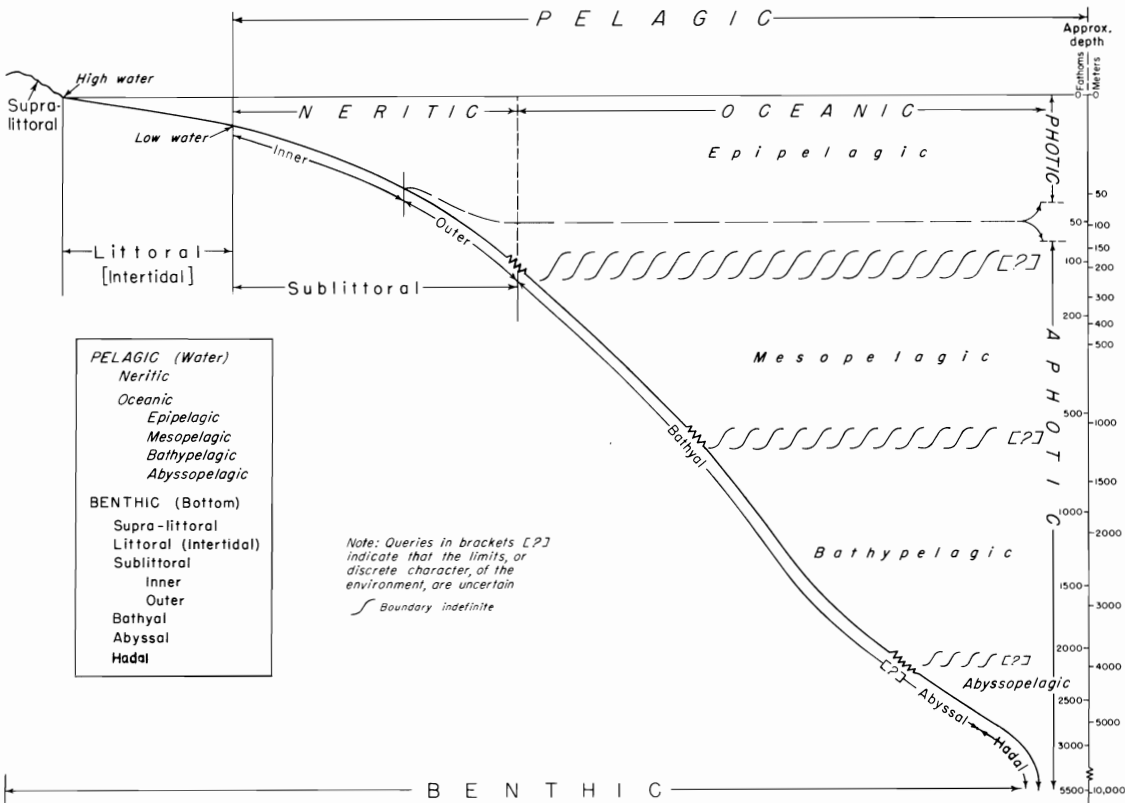 PELAGIC
Approx.
depth
Fathoms
Meters
High water
Supra-
littoral
0 0
NERITIC
OCEANIC
Low water
Inner
Epipelagic
PHOTIC
50
50 100
150
100
200
Outer
Littoral
[Intertidal]
Sublittoral
[?]
300
200
400
500
APHOTIC
Mesopelagic
PELAGIC (Water)
Neritic
Oceanic
Epipelagic
Mesopelagic
Bathypelagic
Abyssopelagic
BENTHIC (Bottom)
Supra-littoral
Littoral (Intertidal)
Sublittoral
Inner
Outer
Bathyal
Abyssal
Hadal
500
1000
Bathyal
[?]
1500
1000
2000
Note: Queries in brackets [?]
indicate that the limits, or
discrete character, of the
environment, are uncertain
Boundary indefinite
Bathypelagic
1500
3000
2000
4000
[?]
[?]
Abyssopelagic
Abyssal
2500
5000
Hadal
3000
5500 10,000
BENTHIC